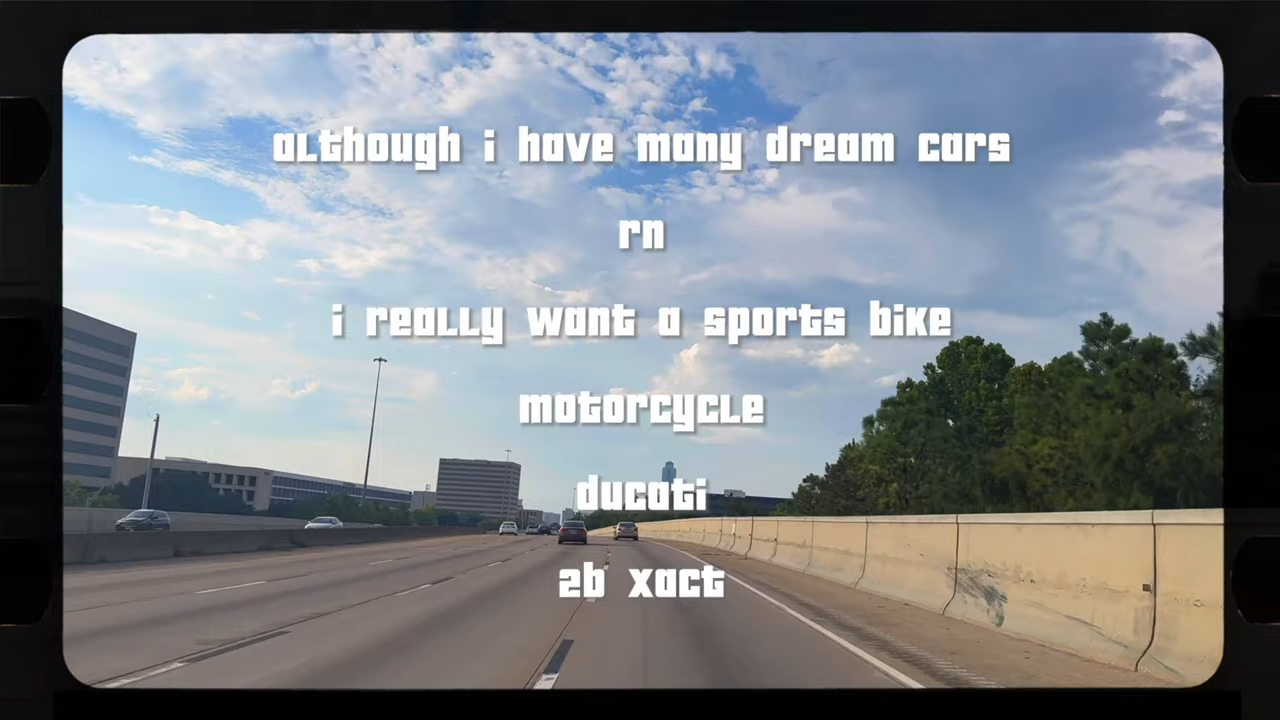 although i have many dream cars
rn
i really want a sports bike
motorcycle
ducati
2b xact